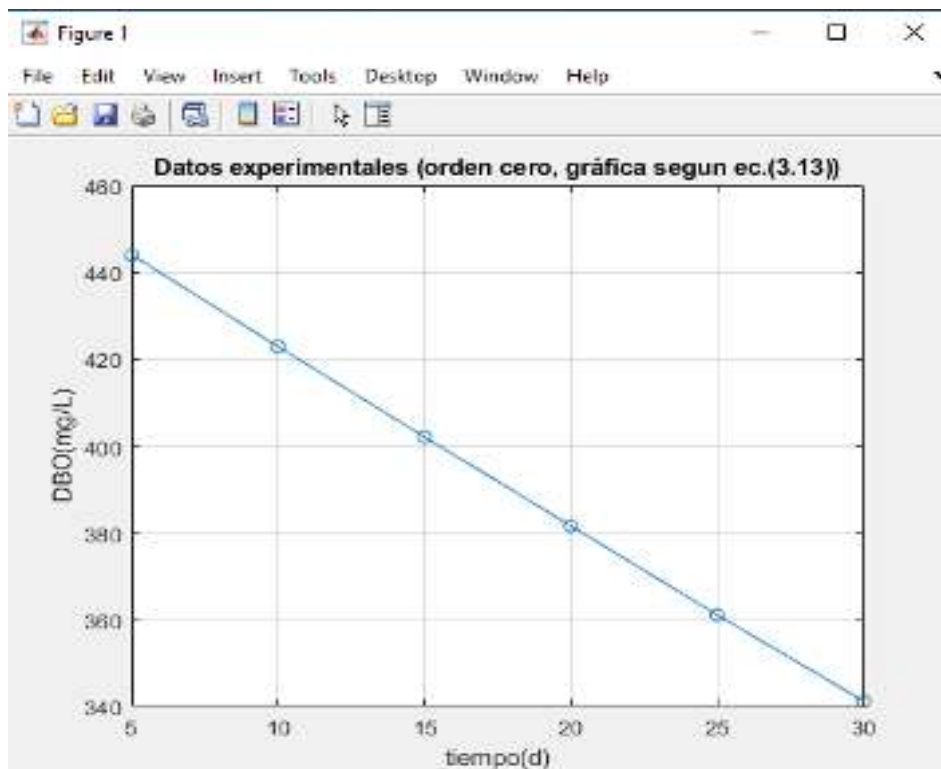 Figure 1
File Edit View Insert Tools Desktop Window Help
Datos experimentales (orden cero, gráfica segun ec.(3.13))
460
440
420
400
380
360
340
DBO(mg/L)
5 10 15 20 25 30
tiempo(d)